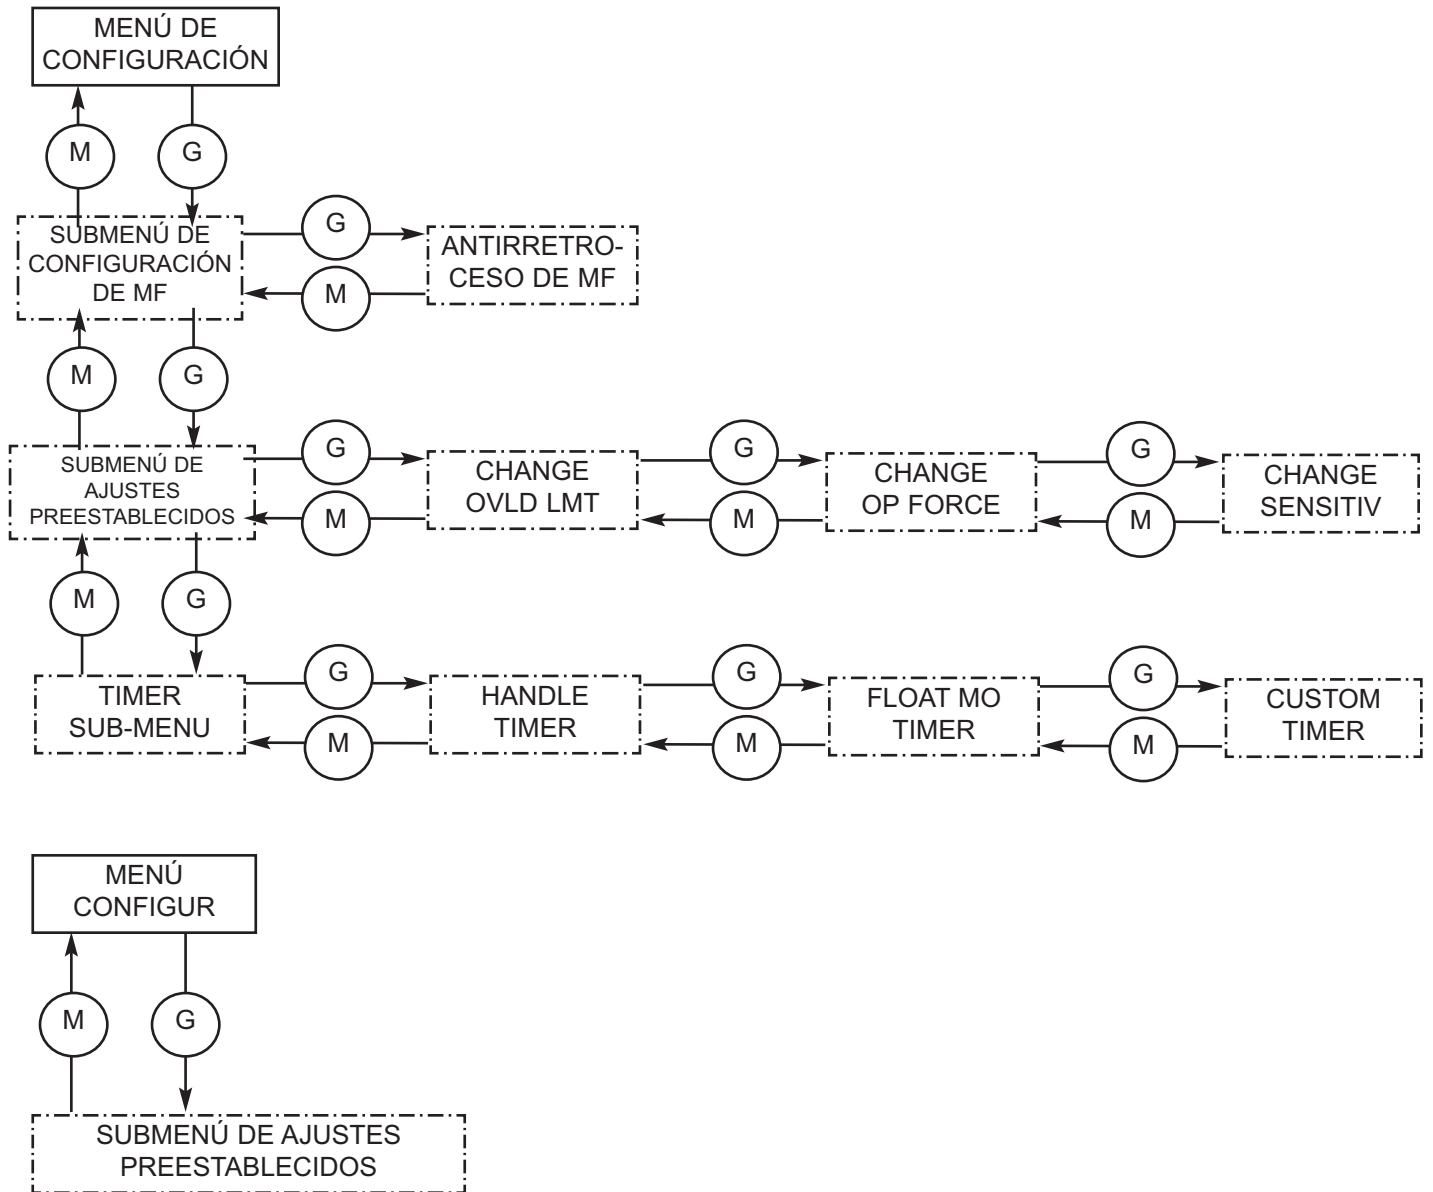 MENÚ DE
CONFIGURACIÓN
M
G
SUBMENÚ DE
CONFIGURACIÓN
DE MF
G
M
ANTIRRETRO-
CESO DE MF
M
G
SUBMENÚ DE
AJUSTES
PREESTABLECIDOS
G
M
CHANGE
OVLD LMT
G
M
CHANGE
OP FORCE
G
M
CHANGE
SENSITIV
M
G
TIMER
SUB-MENU
G
M
HANDLE
TIMER
G
M
FLOAT MO
TIMER
G
M
CUSTOM
TIMER
MENÚ
CONFIGUR
M
G
SUBMENÚ DE AJUSTES
PREESTABLECIDOS